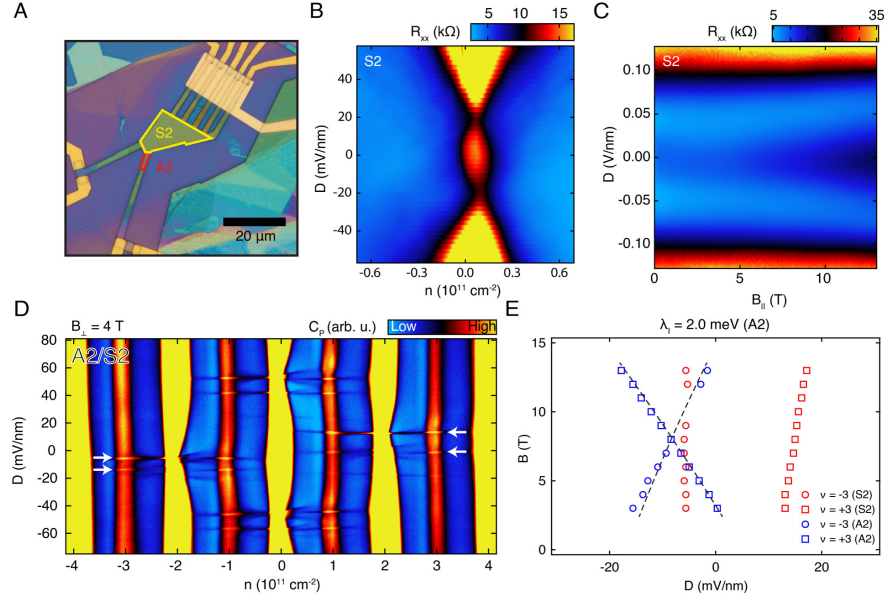 A
S2
A2
20 µm
B
R_xx (kΩ)
5 10 15
S2
D (mV/nm)
40
20
0
-20
-40
-0.6 -0.3 0.0 0.3 0.6
n (10^11 cm^-2)
C
R_xx (kΩ)
5 35
S2
D (V/nm)
0.10
0.05
0.00
-0.05
-0.10
0 5 10
B_|| (T)
D
B_⊥ = 4 T
C_P (arb. u.)
Low High
A2/S2
D (mV/nm)
80
60
40
20
0
-20
-40
-60
-4 -3 -2 -1 0 1 2 3 4
n (10^11 cm^-2)
E
λ_I = 2.0 meV (A2)
B (T)
15
10
5
0
ν = -3 (S2)
ν = +3 (S2)
ν = -3 (A2)
ν = +3 (A2)
-20 0 20
D (mV/nm)